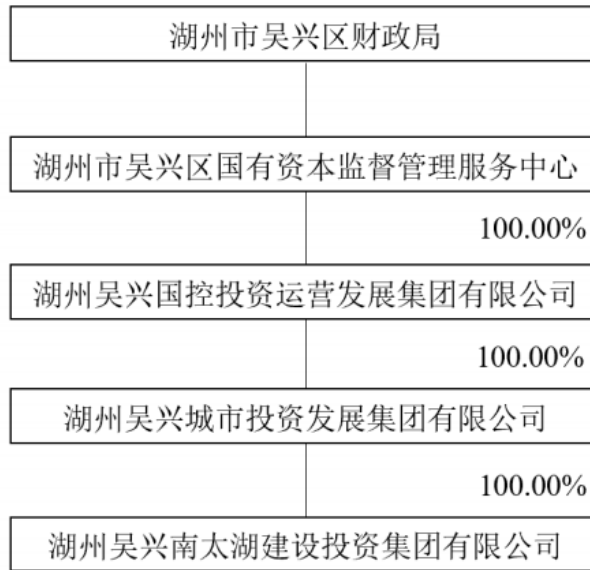 湖州市吴兴区财政局
湖州市吴兴区国有资本监督管理服务中心
100.00%
湖州吴兴国控投资运营发展集团有限公司
100.00%
湖州吴兴城市投资发展集团有限公司
100.00%
湖州吴兴南太湖建设投资集团有限公司